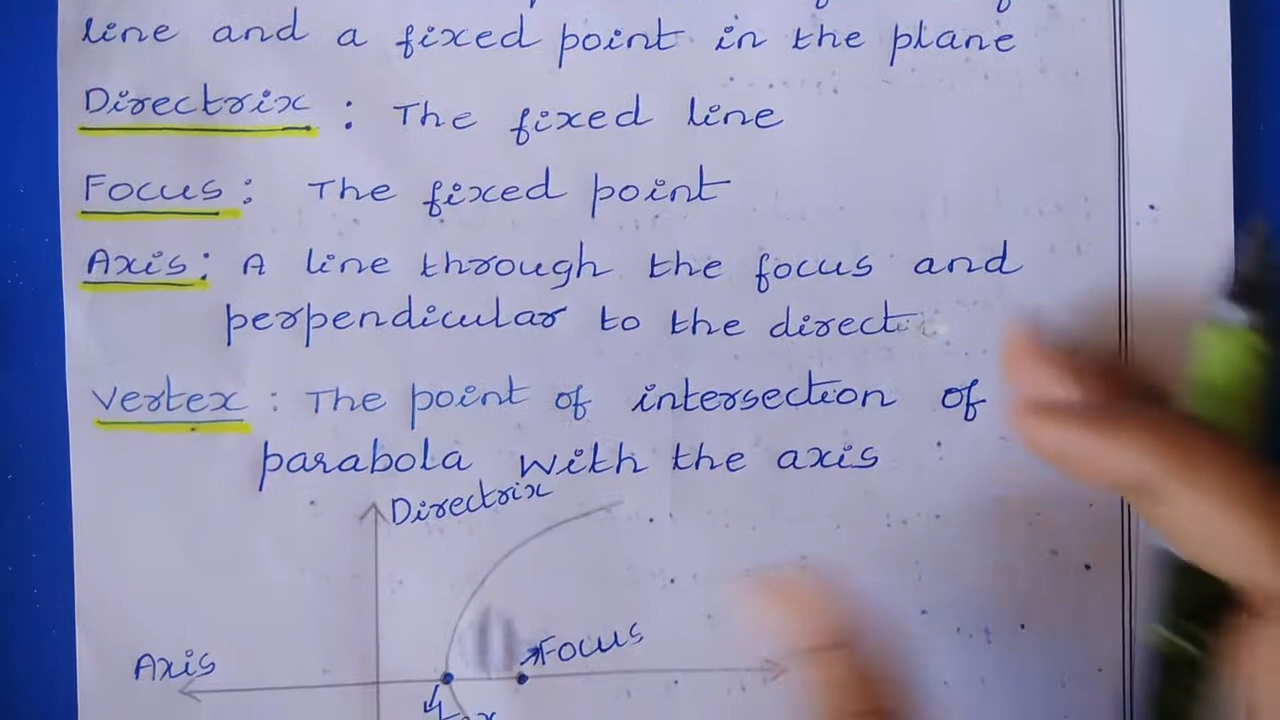 line and a fixed point in the plane
Directrix : The fixed line
Focus : The fixed point
Axis : A line through the focus and
perpendicular to the direct
Vertex : The point of intersection of
parabola with the axis
Directrix
Focus
Axis